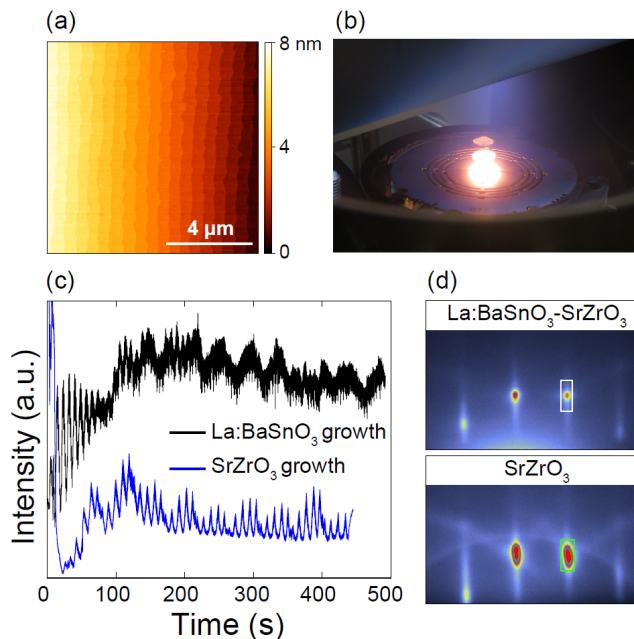 (a)
8 nm
4
0
4 μm
(b)
(c)
Intensity (a.u.)
La:BaSnO₃ growth
SrZrO₃ growth
0
100
200
300
400
500
Time (s)
(d)
La:BaSnO₃-SrZrO₃
SrZrO₃